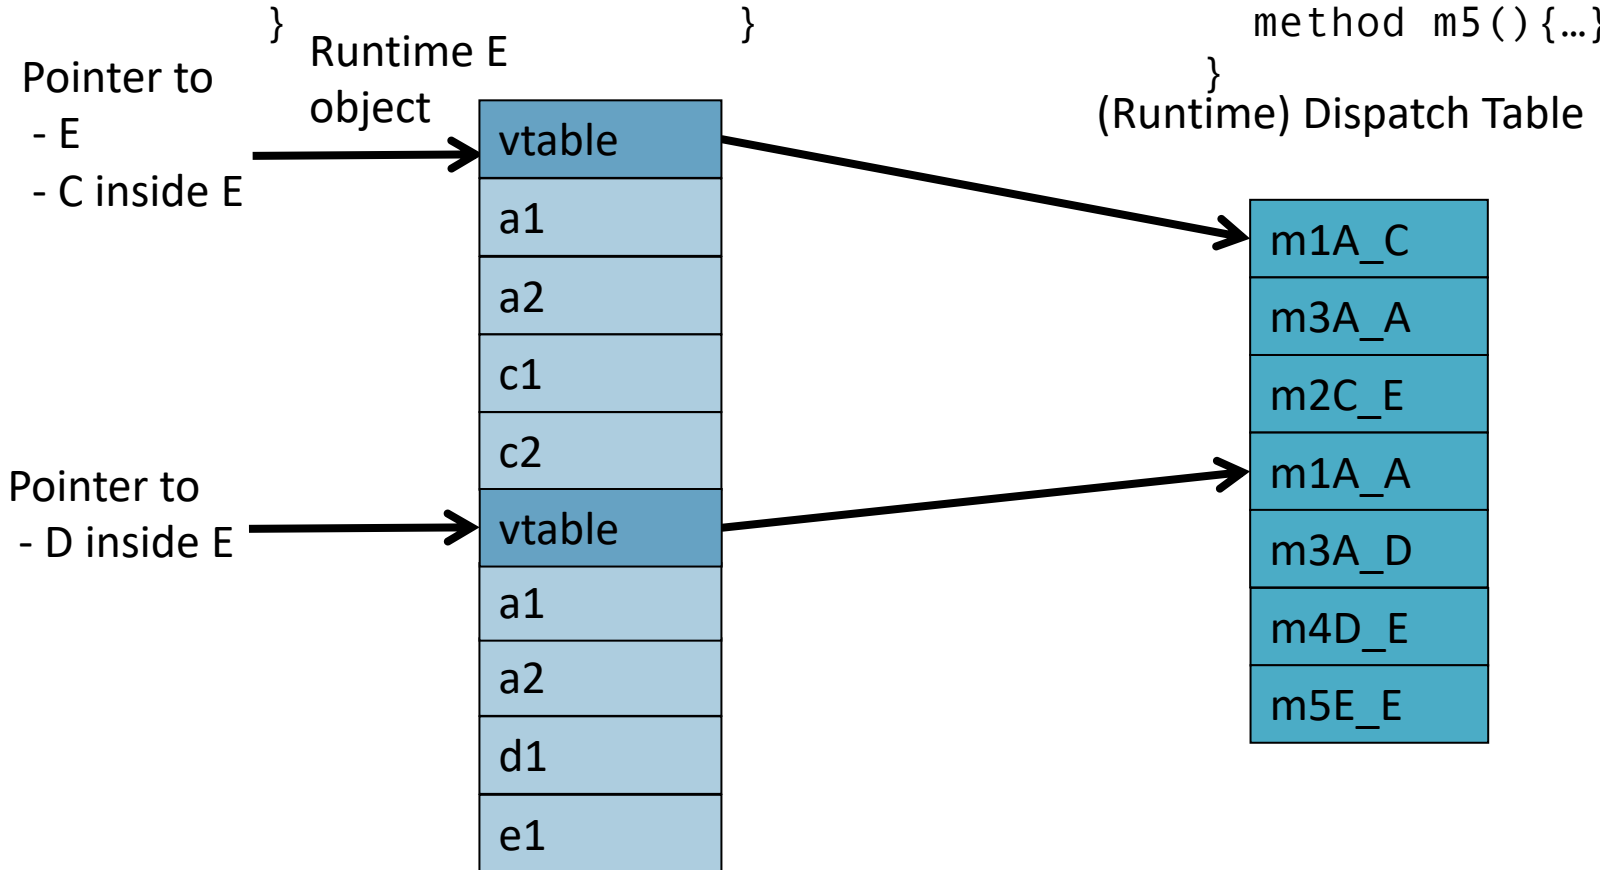 }
}
method m5(){…}
}
Runtime E
object
Pointer to
- E
- C inside E
(Runtime) Dispatch Table
vtable
a1
a2
c1
c2
Pointer to
- D inside E
vtable
a1
a2
d1
e1
m1A_C
m3A_A
m2C_E
m1A_A
m3A_D
m4D_E
m5E_E